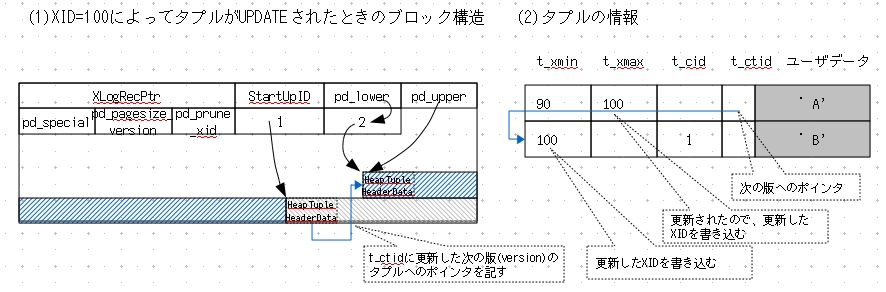 (1)XID=100によってタプルがUPDATEされたときのブロック構造
(2)タプルの情報
t_xmin t_xmax t_cid t_ctid ユーザデータ
XLogRecPtr StartUpID pd_lower pd_upper
pd_special pd_pagesize_version pd_prune_xid 1 2
90 100 ' A'
100 1 ' B'
HeapTuple
HeaderData
HeapTuple
HeaderData
次の版へのポインタ
更新されたので、更新した
XIDを書き込む
更新したXIDを書き込む
t_ctidに更新した次の版(version)の
タプルへのポインタを記す